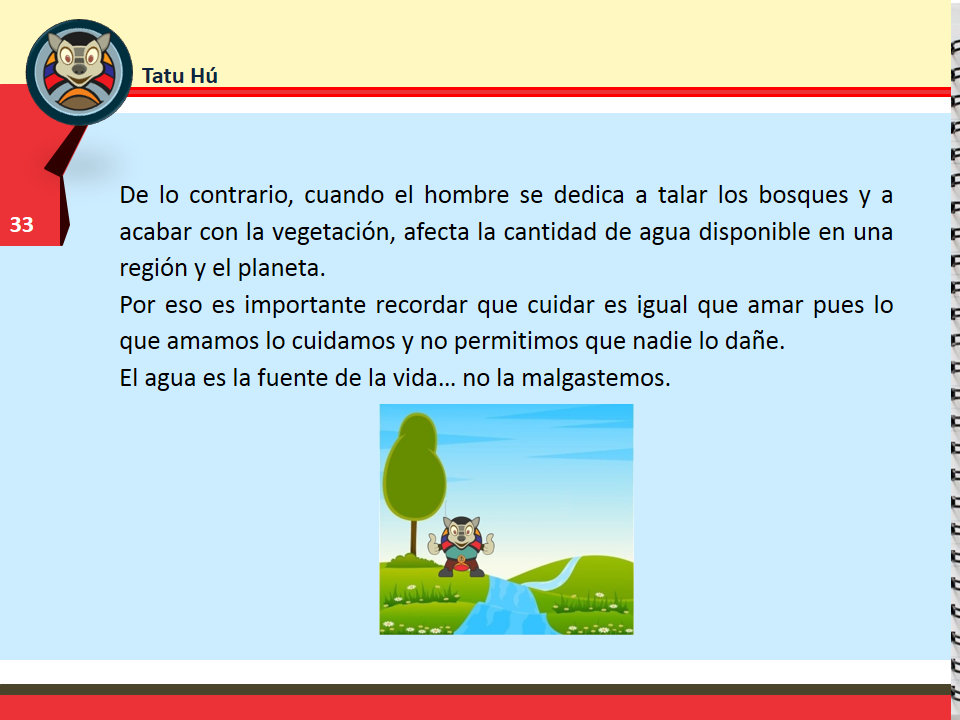 Tatu Hú
33
De lo contrario, cuando el hombre se dedica a talar los bosques y a
acabar con la vegetación, afecta la cantidad de agua disponible en una
región y el planeta.
Por eso es importante recordar que cuidar es igual que amar pues lo
que amamos lo cuidamos y no permitimos que nadie lo dañe.
El agua es la fuente de la vida… no la malgastemos.